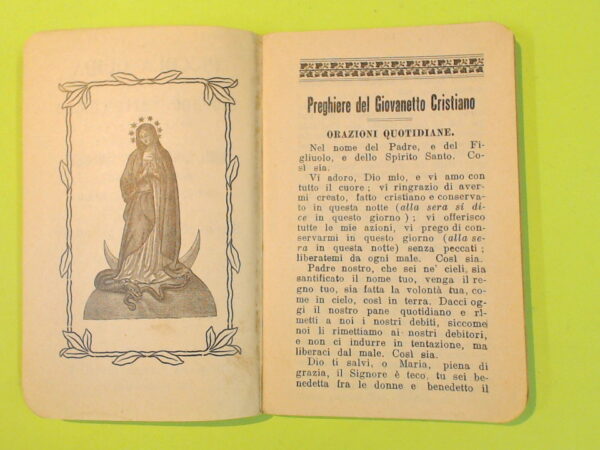 Preghiere del Giovanetto Cristiano
ORAZIONI QUOTIDIANE.
Nel nome del Padre, e del Fi-
gliuolo, e dello Spirito Santo. Co-
sì sia.
Vi adoro, Dio mio, e vi amo con
tutto il cuore; vi ringrazio di aver-
mi creato, fatto cristiano e conserva-
to in questa notte (alla sera si di-
ce in questo giorno); vi offerisco
tutte le mie azioni, vi prego di con-
servarmi in questo giorno (alla se-
ra in questa notte) senza peccati;
liberatemi da ogni male. Così sia.
Padre nostro, che sei ne' cieli, sia
santificato il nome tuo, venga il re-
gno tuo, sia fatta la volontà tua, co-
me in cielo, così in terra. Dacci og-
gi il nostro pane quotidiano e ri-
metti a noi i nostri debiti, siccome
noi li rimettiamo ai nostri debitori,
e non ci indurre in tentazione, ma
liberaci dal male. Così sia.
Dio ti salvi, o Maria, piena di
grazia, il Signore è teco, tu sei be-
nedetta fra le donne e benedetto il